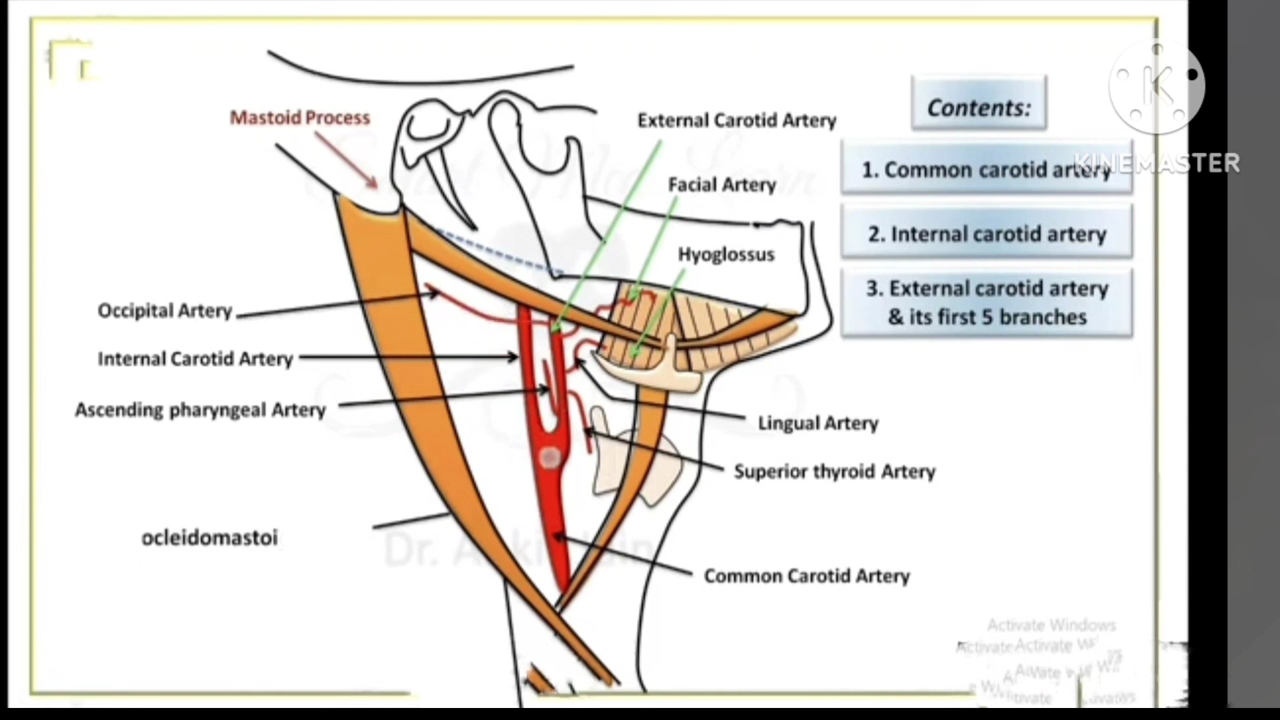 Mastoid Process
External Carotid Artery
Facial Artery
Hyoglossus
Occipital Artery
Internal Carotid Artery
Ascending pharyngeal Artery
ocleidomastoi
Lingual Artery
Superior thyroid Artery
Common Carotid Artery
Contents:
1. Common carotid artery
2. Internal carotid artery
3. External carotid artery
& its first 5 branches
K
KINEMASTER
Activate Windows
Activate